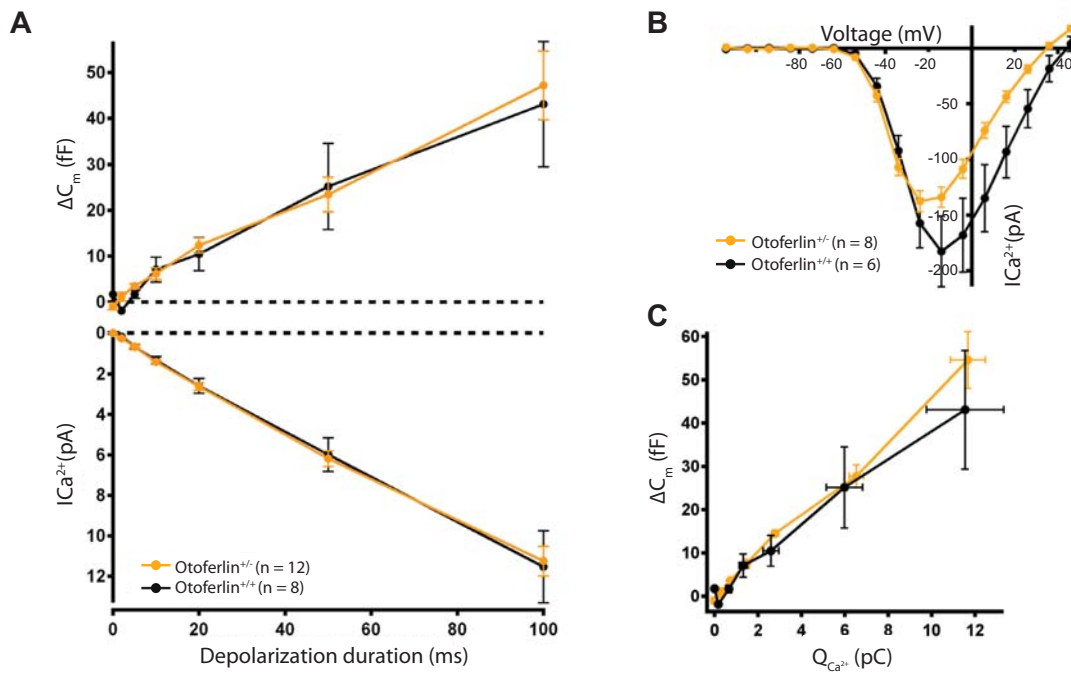 A
ΔC_m (fF)
50
40
30
20
10
0
0
2
4
6
8
10
12
ICa²⁺(pA)
Otoferlin⁺/⁻ (n = 12)
Otoferlin⁺/⁺ (n = 8)
0 20 40 60 80 100
Depolarization duration (ms)
B
Voltage (mV)
-80 -60 -40 -20 20 40
-50
-100
-150
-200
ICa²⁺(pA)
Otoferlin⁺/⁻ (n = 8)
Otoferlin⁺/⁺ (n = 6)
C
ΔC_m (fF)
60
50
40
30
20
10
0
0 2 4 6 8 10 12
Q_Ca²⁺ (pC)